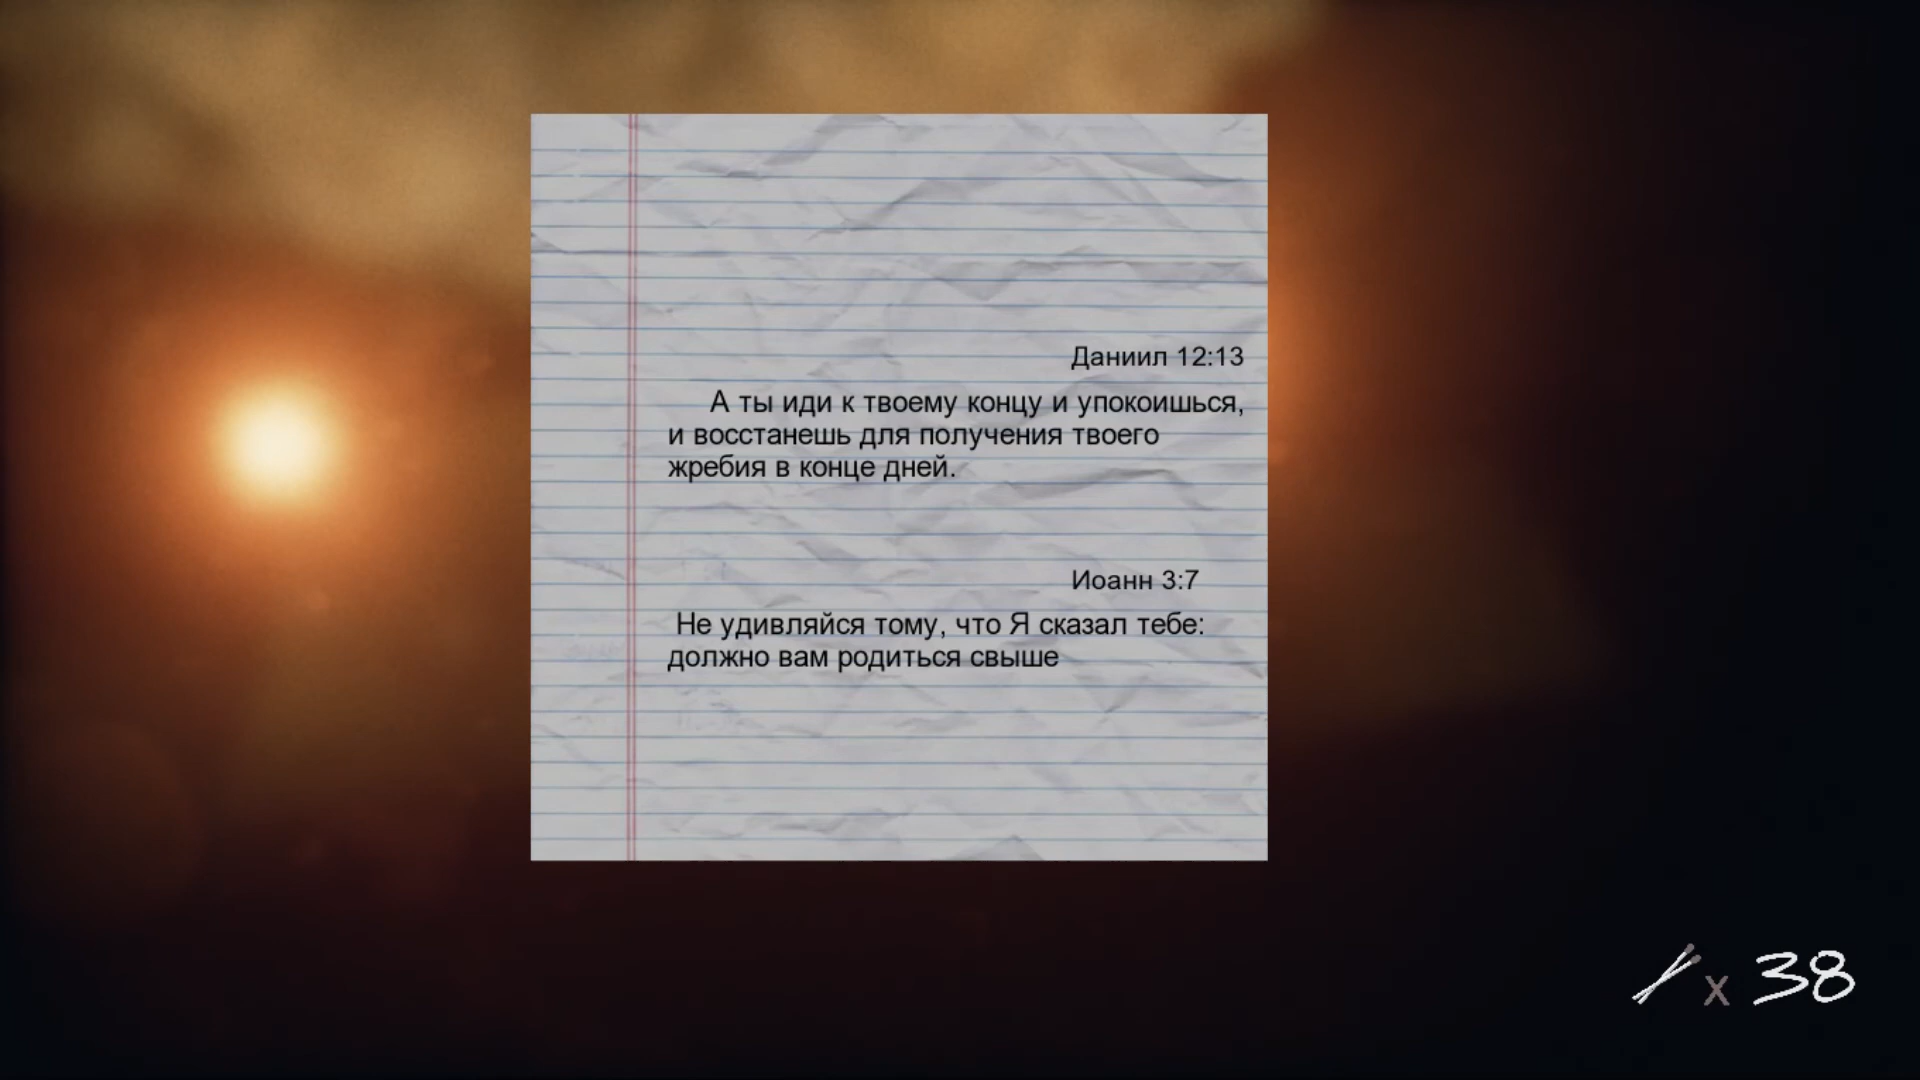 Даниил 12:13
А ты иди к твоему концу и упокоишься,
и восстанешь для получения твоего
жребия в конце дней.
Иоанн 3:7
Не удивляйся тому, что Я сказал тебе:
должно вам родиться свыше
x 38